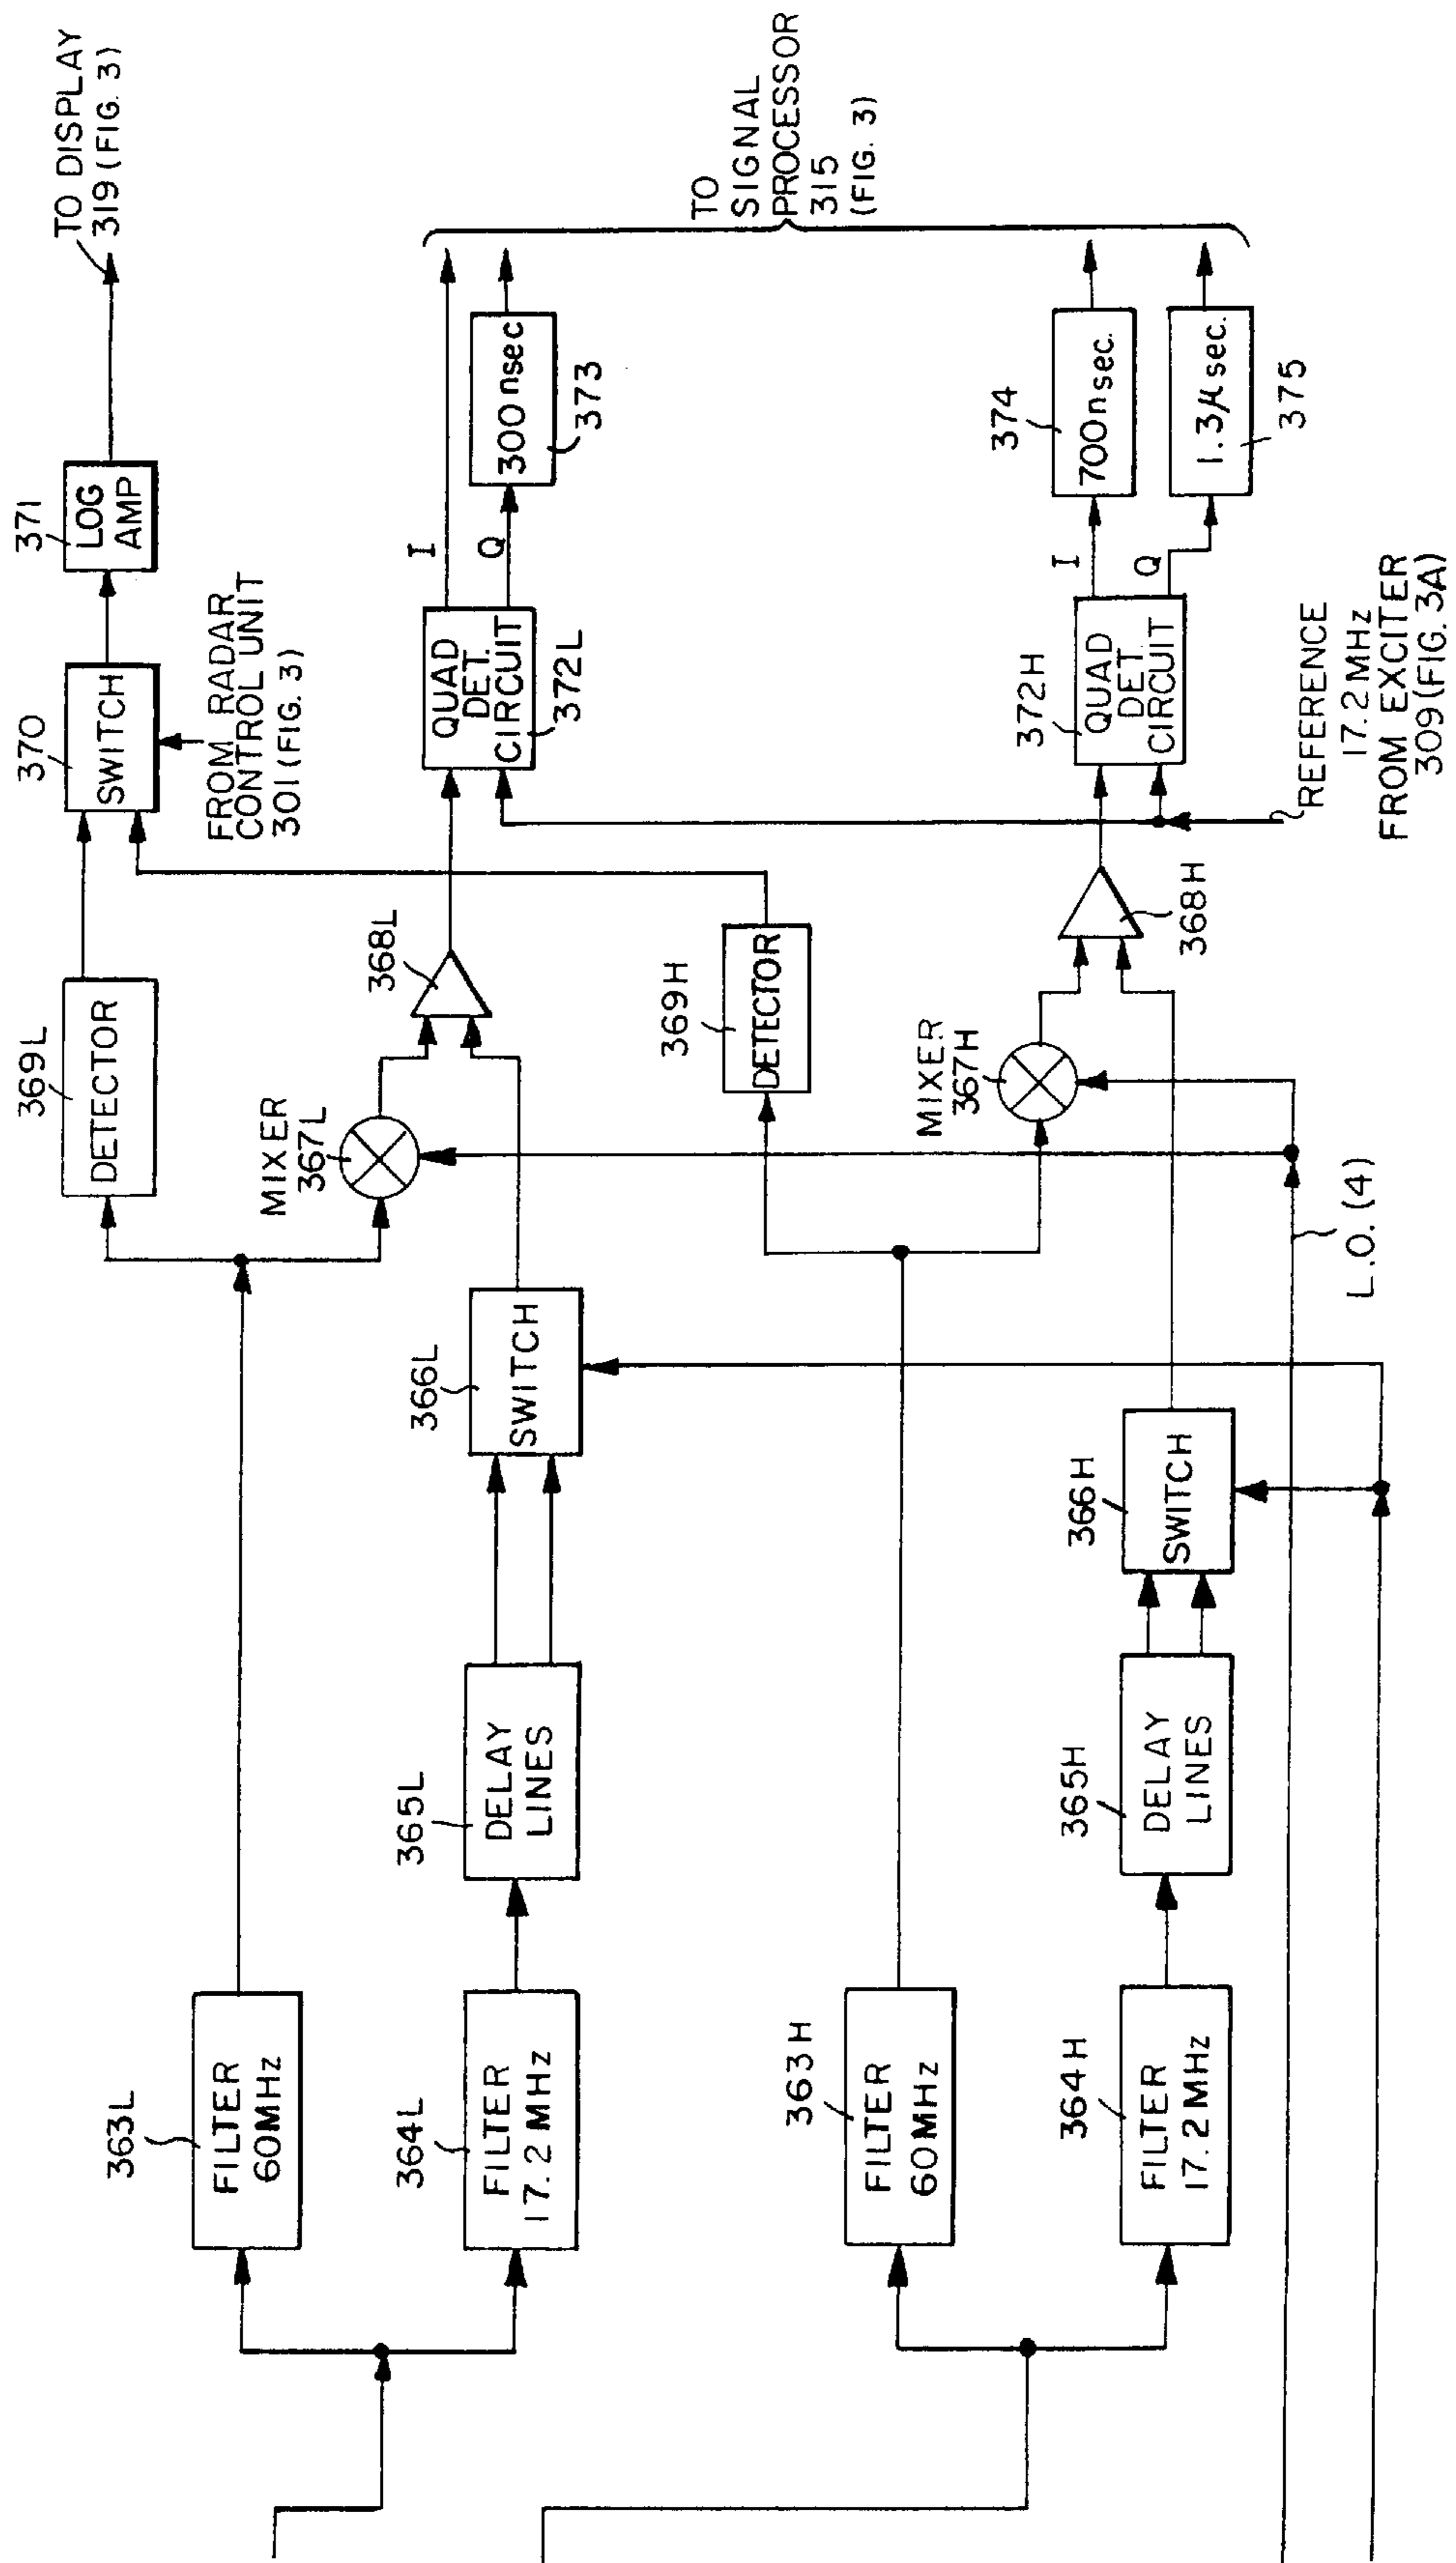 371
LOG
AMP
TO DISPLAY
319 (FIG. 3)
370
SWITCH
FROM RADAR
CONTROL UNIT
301 (FIG. 3)
369L
DETECTOR
MIXER
367L
368L
I
Q
QUAD
DET.
CIRCUIT
372L
300 nsec
373
TO
SIGNAL
PROCESSOR
315
(FIG. 3)
366L
SWITCH
369H
DETECTOR
MIXER
367H
368H
372H
QUAD
DET.
CIRCUIT
I
Q
374
700 nsec.
1.3 μsec.
375
REFERENCE
17.2 MHz
FROM EXCITER
309 (FIG. 3A)
L.O. (4)
366H
SWITCH
363L
FILTER
60MHz
364L
FILTER
17.2 MHz
365L
DELAY
LINES
363H
FILTER
60MHz
364H
FILTER
17.2 MHz
365H
DELAY
LINES